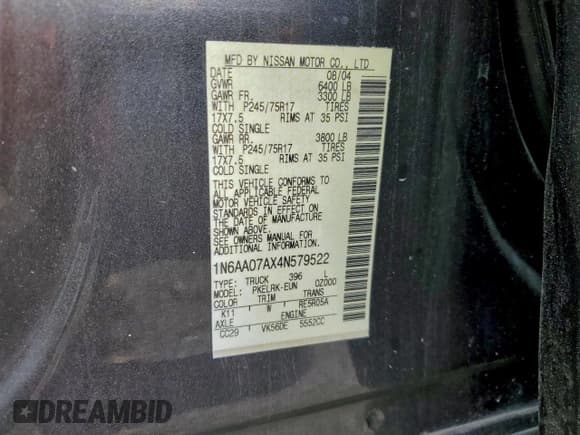 MFD BY NISSAN MOTOR CO., LTD
DATE 08/04
GVWR 6400 LB
GAWR FR. 3300 LB
WITH P245/75R17 TIRES
17X7.5 RIMS AT 35 PSI
COLD SINGLE
GAWR RR. 3800 LB
WITH P245/75R17 TIRES
17X7.5 RIMS AT 35 PSI
COLD SINGLE
THIS VEHICLE CONFORMS TO
ALL APPLICABLE FEDERAL
MOTOR VEHICLE SAFETY
STANDARDS IN EFFECT ON
THE DATE OF MANUFACTURE
SHOWN ABOVE.
SEE OWNERS MANUAL FOR
ADDITIONAL INFORMATION.
1N6AA07AX4N579522
TYPE: TRUCK 396 L
MODEL: PKELRK-EUN 0Z000
COLOR TRIM TRANS
K11 W RE5R05A
AXLE ENGINE
CC29 VK56DE 5552CC
DREAMBID